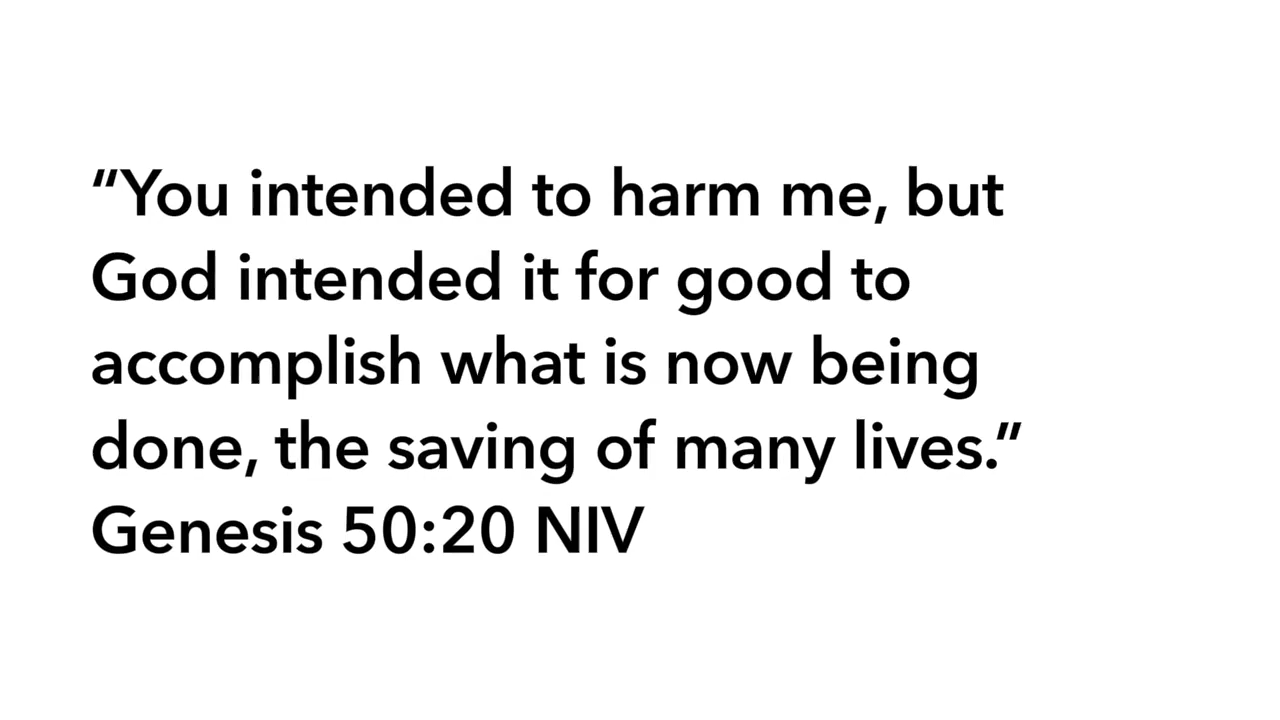 “You intended to harm me, but
God intended it for good to
accomplish what is now being
done, the saving of many lives.”
Genesis 50:20 NIV